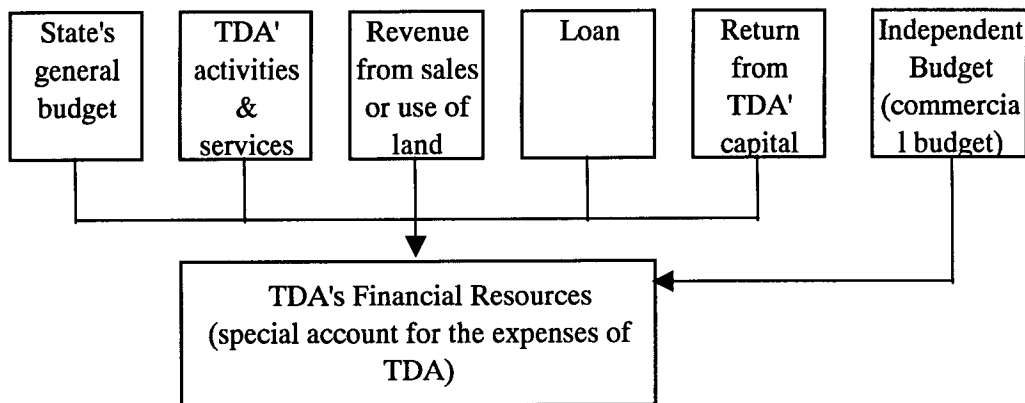 State's
general
budget
TDA'
activities
&
services
Revenue
from sales
or use of
land
Loan
Return
from
TDA'
capital
Independent
Budget
(commercia
l budget)
TDA's Financial Resources
(special account for the expenses of
TDA)